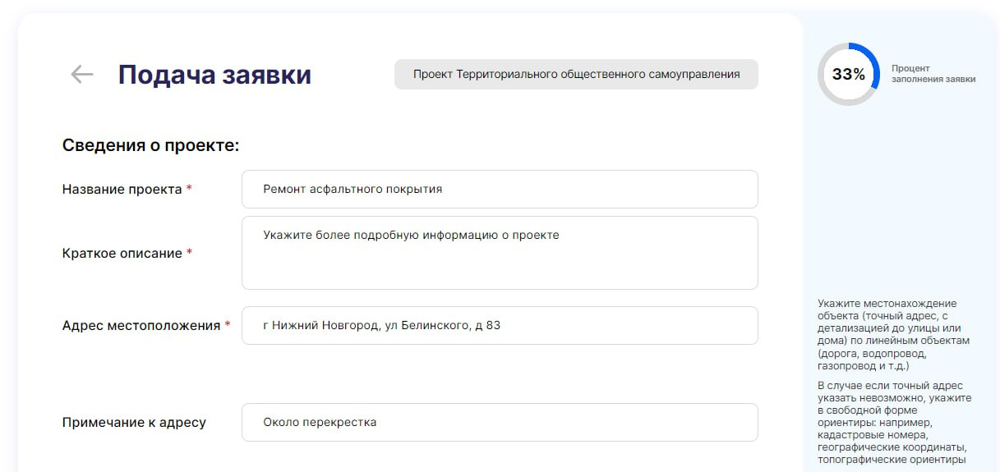 Подача заявки
Проект Территориального общественного самоуправления
33%
Процент
заполнения заявки
Сведения о проекте:
Название проекта *
Ремонт асфальтного покрытия
Краткое описание *
Укажите более подробную информацию о проекте
Адрес местоположения *
г Нижний Новгород, ул Белинского, д 83
Примечание к адресу
Около перекрестка
Укажите местонахождение
объекта (точный адрес, с
детализацией до улицы или
дома) по линейным объектам
(дорога, водопровод,
газопровод и т.д.)
В случае если точный адрес
указать невозможно, укажите
в свободной форме
ориентиры: например,
кадастровые номера,
географические координаты,
топографические ориентиры